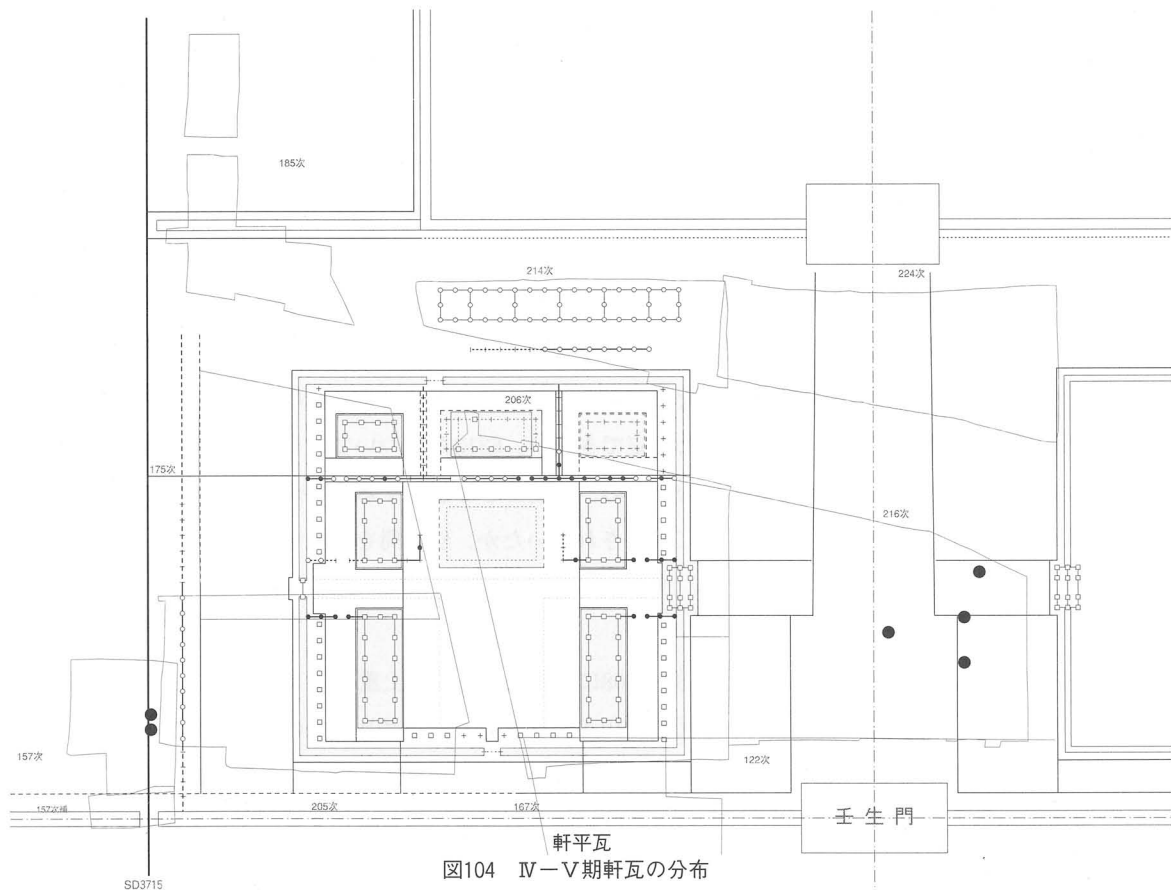 185次
214次
224次
206次
175次
216次
157次
122次
157次補
205次
167次
壬生門
軒平瓦
図104 Ⅳ－Ⅴ期軒瓦の分布
SD3715